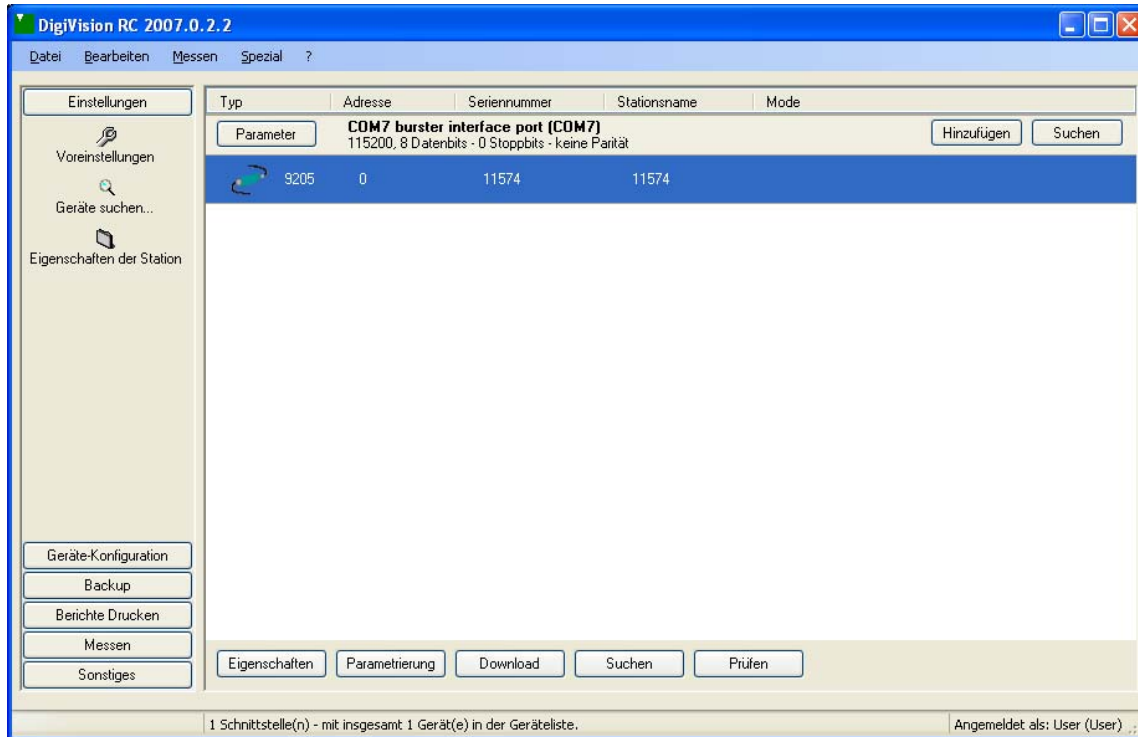 DigiVision RC 2007.0.2.2
Datei Bearbeiten Messen Spezial ?
Einstellungen
Voreinstellungen
Geräte suchen...
Eigenschaften der Station
Geräte-Konfiguration
Backup
Berichte Drucken
Messen
Sonstiges
Typ Adresse Seriennummer Stationsname Mode
Parameter
COM7 burster interface port (COM7)
115200, 8 Datenbits - 0 Stoppbits - keine Parität
Hinzufügen Suchen
9205 0 11574 11574
Eigenschaften Parametrierung Download Suchen Prüfen
1 Schnittstelle(n) - mit insgesamt 1 Gerät(e) in der Geräteliste.
Angemeldet als: User (User)